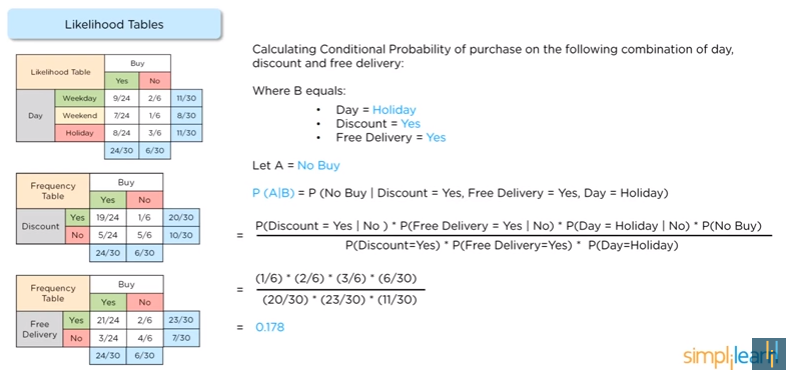 Likelihood Tables
Likelihood Table Buy
Yes No
Day Weekday 9/24 2/6 11/30
Weekend 7/24 1/6 8/30
Holiday 8/24 3/6 11/30
24/30 6/30
Frequency Table Buy
Yes No
Discount Yes 19/24 1/6 20/30
No 5/24 5/6 10/30
24/30 6/30
Frequency Table Buy
Yes No
Free Delivery Yes 21/24 2/6 23/30
No 3/24 4/6 7/30
24/30 6/30
Calculating Conditional Probability of purchase on the following combination of day,
discount and free delivery:
Where B equals:
• Day = Holiday
• Discount = Yes
• Free Delivery = Yes
Let A = No Buy
P (A|B) = P (No Buy | Discount = Yes, Free Delivery = Yes, Day = Holiday)
= P(Discount = Yes | No ) * P(Free Delivery = Yes | No) * P(Day = Holiday | No) * P(No Buy)
P(Discount=Yes) * P(Free Delivery=Yes) * P(Day=Holiday)
= (1/6) * (2/6) * (3/6) * (6/30)
(20/30) * (23/30) * (11/30)
= 0.178
simplilearn